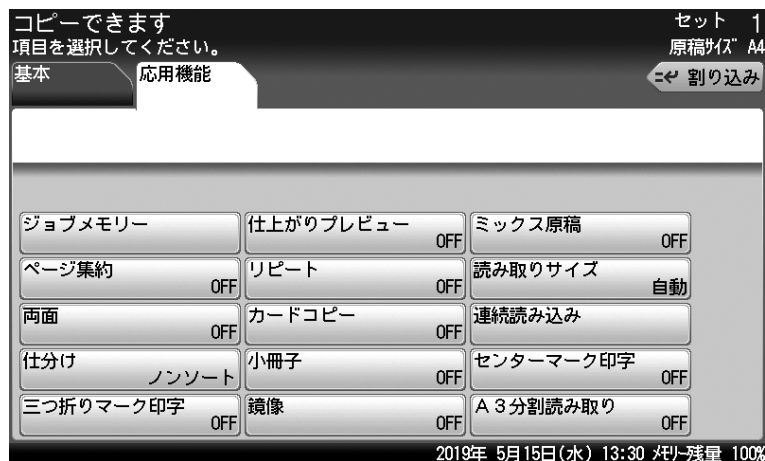 コピーできます
セット 1
項目を選択してください。
原稿ｻｲｽﾞ A4
基本
応用機能
割り込み
ジョブメモリー
仕上がりプレビュー
OFF
ミックス原稿
OFF
ページ集約
OFF
リピート
OFF
読み取りサイズ
自動
両面
OFF
カードコピー
OFF
連続読み込み
仕分け
ノンソート
小冊子
OFF
センターマーク印字
OFF
三つ折りマーク印字
OFF
鏡像
OFF
Ａ３分割読み取り
OFF
2019年 5月15日(水) 13:30 ﾒﾓﾘｰ残量 100%